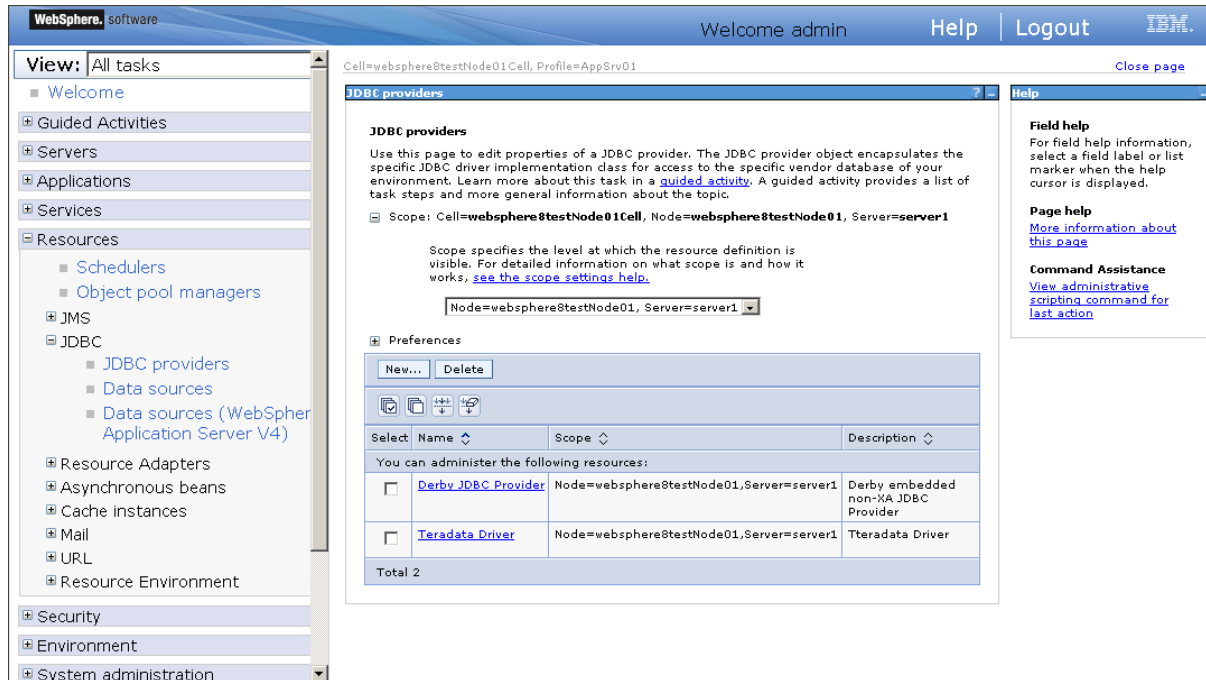 WebSphere. software
Welcome admin
Help
Logout
IBM.
View: All tasks
Welcome
Guided Activities
Servers
Applications
Services
Resources
Schedulers
Object pool managers
JMS
JDBC
JDBC providers
Data sources
Data sources (WebSpher
Application Server V4)
Resource Adapters
Asynchronous beans
Cache instances
Mail
URL
Resource Environment
Security
Environment
System administration
Cell=websphere8testNode01Cell, Profile=AppSrv01
Close page
JDBC providers
?
JDBC providers
Use this page to edit properties of a JDBC provider. The JDBC provider object encapsulates the
specific JDBC driver implementation class for access to the specific vendor database of your
environment. Learn more about this task in a guided activity. A guided activity provides a list of
task steps and more general information about the topic.
Scope: Cell=websphere8testNode01Cell, Node=websphere8testNode01, Server=server1
Scope specifies the level at which the resource definition is
visible. For detailed information on what scope is and how it
works, see the scope settings help.
Node=websphere8testNode01, Server=server1
Preferences
New... Delete
Select Name Scope Description
You can administer the following resources:
Derby JDBC Provider Node=websphere8testNode01,Server=server1 Derby embedded
non-XA JDBC
Provider
Teradata Driver Node=websphere8testNode01,Server=server1 Tteradata Driver
Total 2
Help
Field help
For field help information,
select a field label or list
marker when the help
cursor is displayed.
Page help
More information about
this page
Command Assistance
View administrative
scripting command for
last action